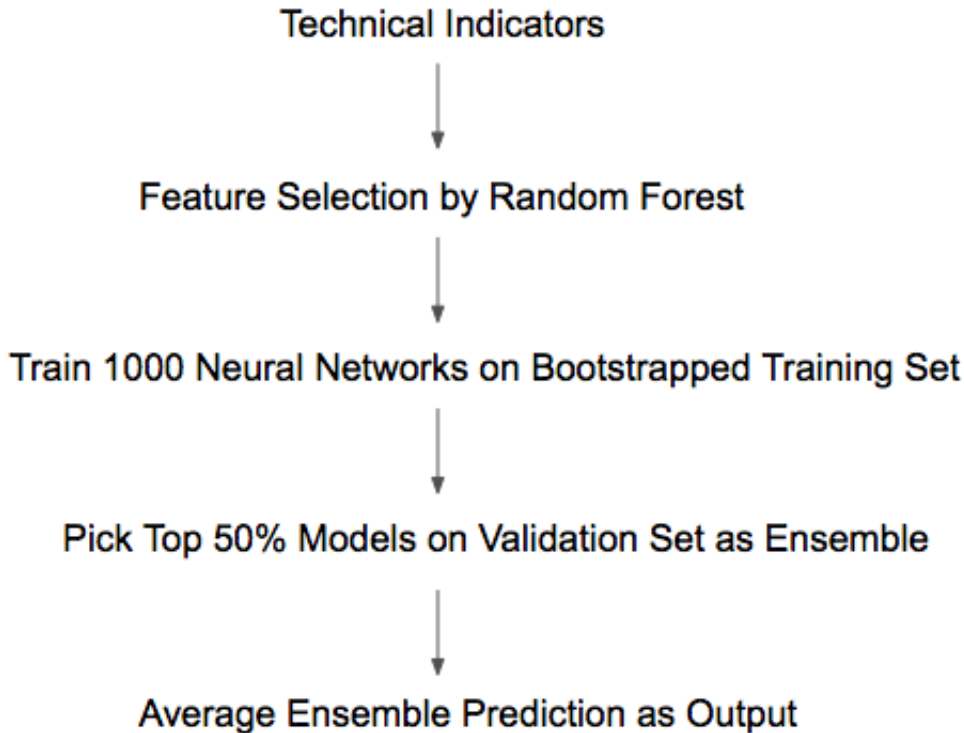 Technical Indicators
Feature Selection by Random Forest
Train 1000 Neural Networks on Bootstrapped Training Set
Pick Top 50% Models on Validation Set as Ensemble
Average Ensemble Prediction as Output